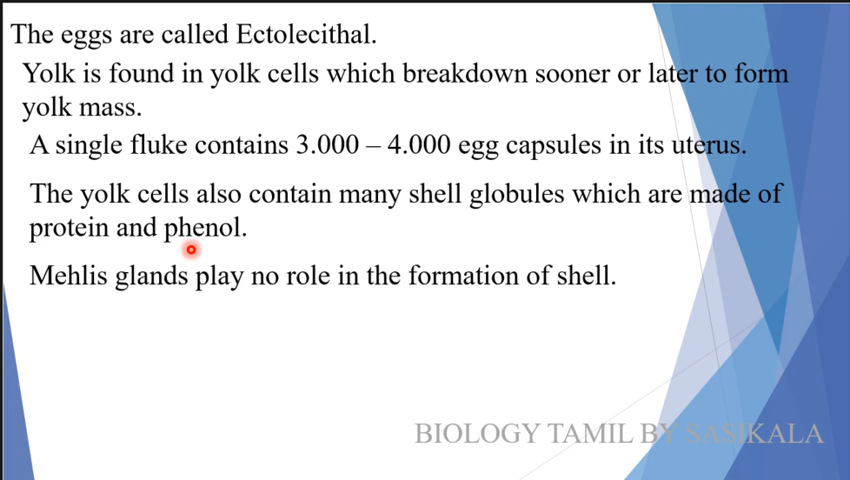 The eggs are called Ectolecithal.
Yolk is found in yolk cells which breakdown sooner or later to form
yolk mass.
A single fluke contains 3.000 – 4.000 egg capsules in its uterus.
The yolk cells also contain many shell globules which are made of
protein and phenol.
Mehlis glands play no role in the formation of shell.
BIOLOGY TAMIL BY SASIKALA